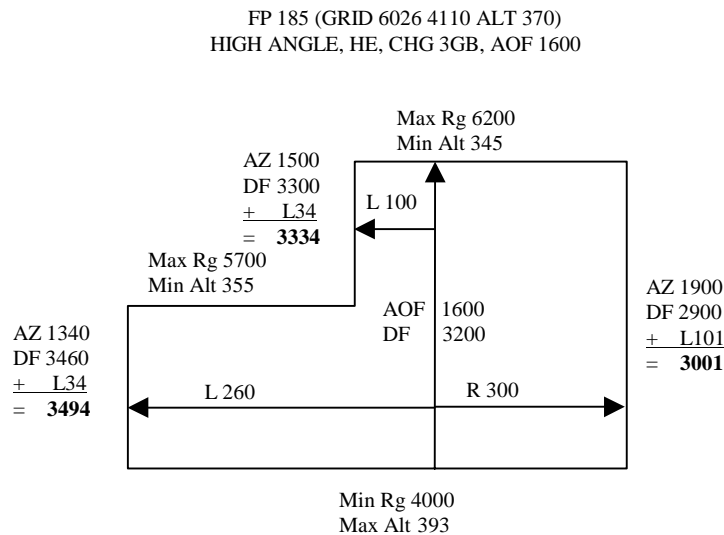 FP 185 (GRID 6026 4110 ALT 370)
HIGH ANGLE, HE, CHG 3GB, AOF 1600
Max Rg 6200
Min Alt 345
AZ 1500
DF 3300
+ L34
= 3334
L 100
Max Rg 5700
Min Alt 355
AOF 1600
DF 3200
AZ 1900
DF 2900
+ L101
= 3001
AZ 1340
DF 3460
+ L34
= 3494
L 260
R 300
Min Rg 4000
Max Alt 393